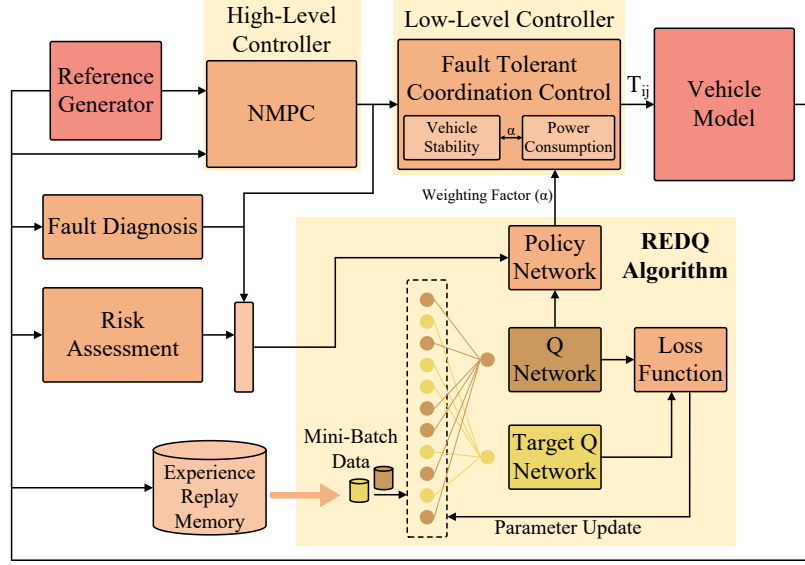 High-Level
Controller
Low-Level Controller
Reference
Generator
NMPC
Fault Tolerant
Coordination Control
Vehicle
Stability
α
Power
Consumption
T_ij
Vehicle
Model
Weighting Factor (α)
Fault Diagnosis
Policy
Network
REDQ
Algorithm
Risk
Assessment
Q
Network
Loss
Function
Mini-Batch
Data
Target Q
Network
Experience
Replay
Memory
Parameter Update